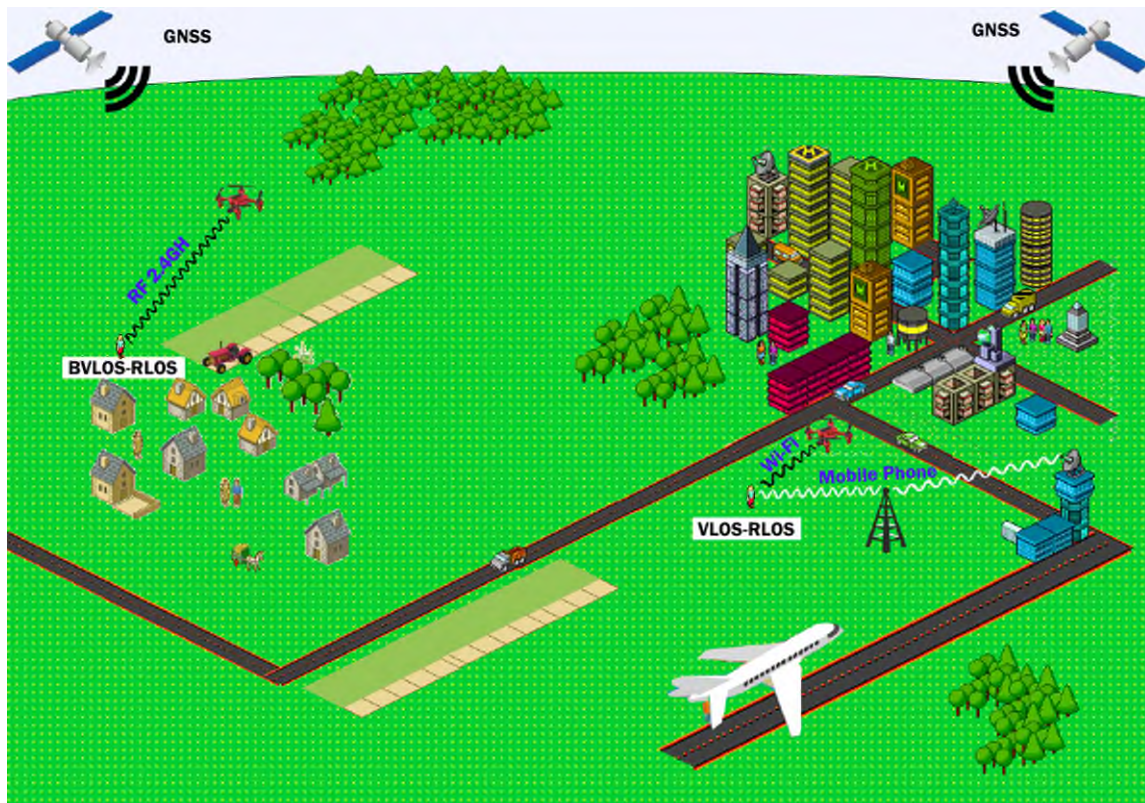 GNSS
GNSS
RF 2.4GH
BVLOS-RLOS
Wi-Fi
Mobile Phone
VLOS-RLOS